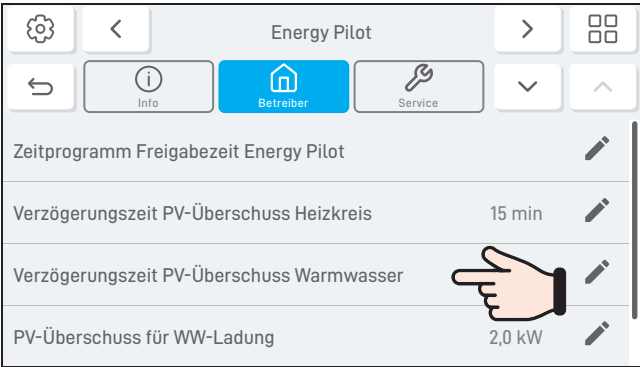 Energy Pilot
Info
Betreiber
Service
Zeitprogramm Freigabezeit Energy Pilot
Verzögerungszeit PV-Überschuss Heizkreis 15 min
Verzögerungszeit PV-Überschuss Warmwasser
PV-Überschuss für WW-Ladung 2,0 kW